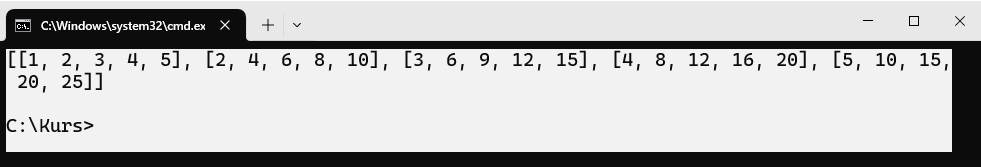 C:\Windows\system32\cmd.ex
[[1, 2, 3, 4, 5], [2, 4, 6, 8, 10], [3, 6, 9, 12, 15], [4, 8, 12, 16, 20], [5, 10, 15,
 20, 25]]
C:\Kurs>